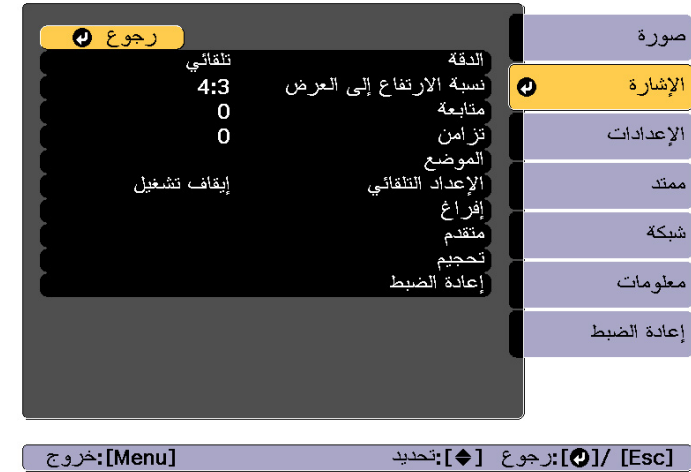 رجوع
الدقة تلقائي
نسبة الارتفاع إلى العرض 4:3
متابعة 0
تزامن 0
الموضع
الإعداد التلقائي إيقاف تشغيل
إفراغ
متقدم
تحجيم
إعادة الضبط
صورة
الإشارة
الإعدادات
ممتد
شبكة
معلومات
إعادة الضبط
[Esc] /[]:رجوع []:تحديد [Menu]:خروج